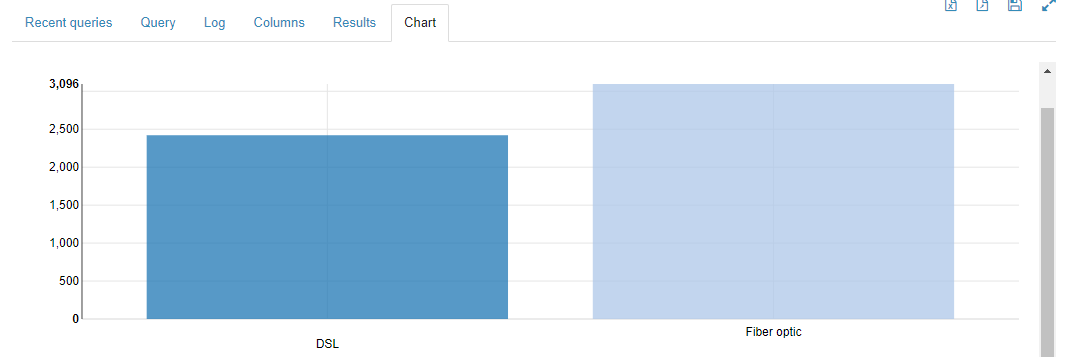 Recent queries Query Log Columns Results Chart
3,096
2,500
2,000
1,500
1,000
500
0
Fiber optic
DSL